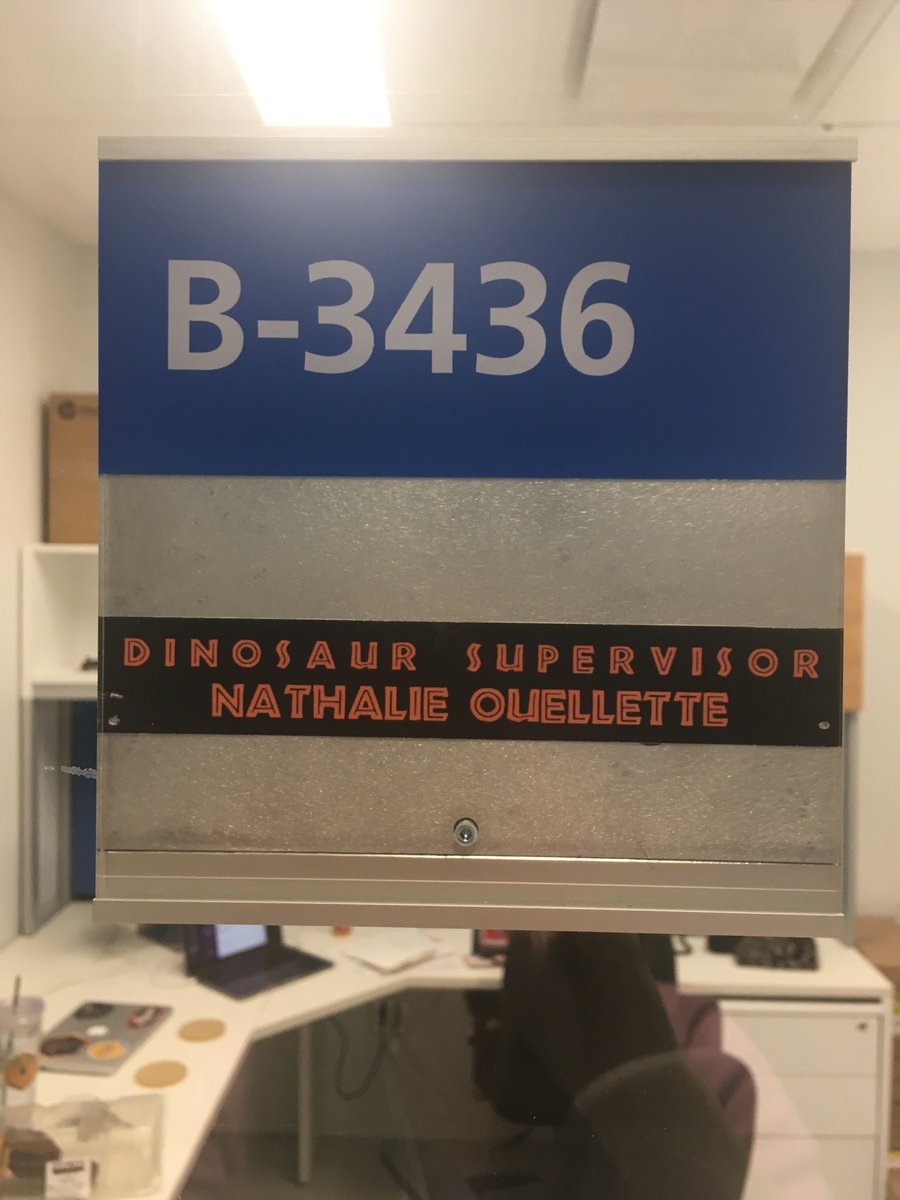 B-3436
DINOSAUR SUPERVISOR
NATHALIE OUELLETTE